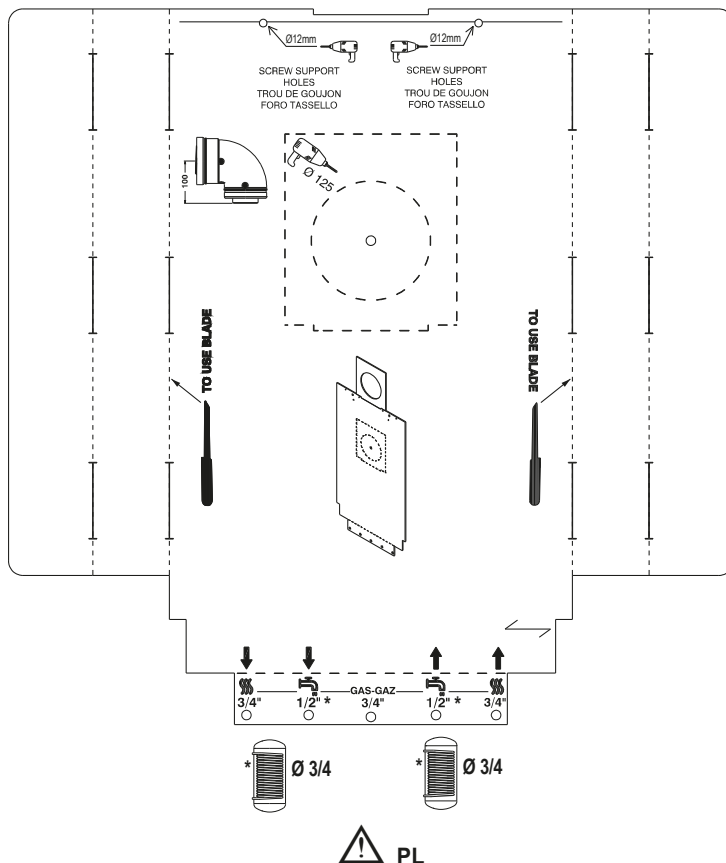 Ø12mm
Ø12mm
SCREW SUPPORT
HOLES
TROU DE GOUJON
FORO TASSELLO
SCREW SUPPORT
HOLES
TROU DE GOUJON
FORO TASSELLO
100
Ø 125
TO USE BLADE
TO USE BLADE
GAS-GAZ
3/4"
1/2" *
3/4"
1/2" *
3/4"
* Ø 3/4
* Ø 3/4
PL